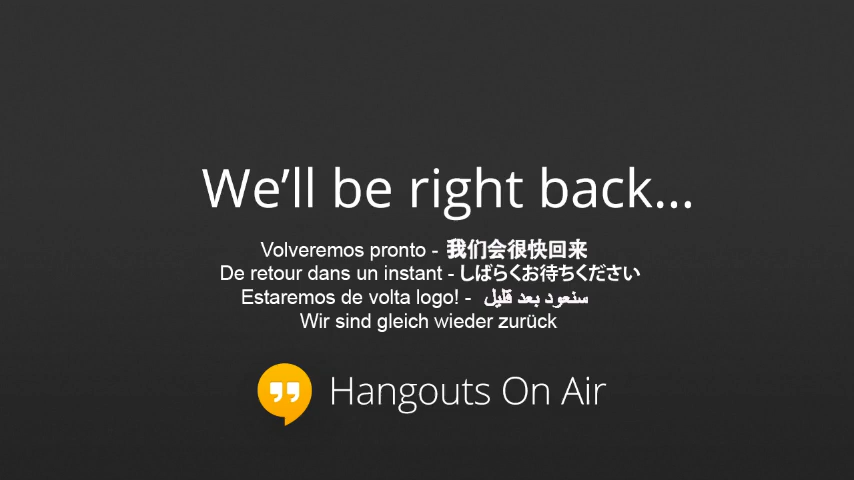 We'll be right back...
Volveremos pronto - 我们会很快回来
De retour dans un instant - しばらくお待ちください
Estaremos de volta logo! - سنعود بعد قليل
Wir sind gleich wieder zurück
Hangouts On Air